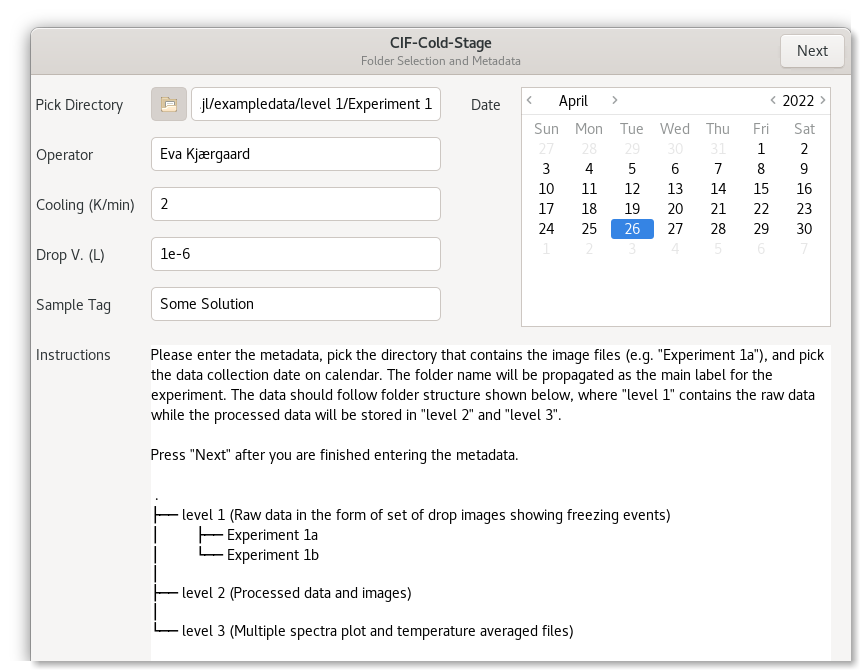 CIF-Cold-Stage
Folder Selection and Metadata
Next
Pick Directory
.jl/exampledata/level 1/Experiment 1
Date
April
2022
Operator
Eva Kjærgaard
Cooling (K/min)
2
Drop V. (L)
1e-6
Sample Tag
Some Solution
Sun Mon Tue Wed Thu Fri Sat
27 28 29 30 31 1 2
3 4 5 6 7 8 9
10 11 12 13 14 15 16
17 18 19 20 21 22 23
24 25 26 27 28 29 30
1 2 3 4 5 6 7
Instructions
Please enter the metadata, pick the directory that contains the image files (e.g. "Experiment 1a"), and pick
the data collection date on calendar. The folder name will be propagated as the main label for the
experiment. The data should follow folder structure shown below, where "level 1" contains the raw data
while the processed data will be stored in "level 2" and "level 3".
Press "Next" after you are finished entering the metadata.
.
├── level 1 (Raw data in the form of set of drop images showing freezing events)
│ ├── Experiment 1a
│ └── Experiment 1b
│
├── level 2 (Processed data and images)
│
└── level 3 (Multiple spectra plot and temperature averaged files)